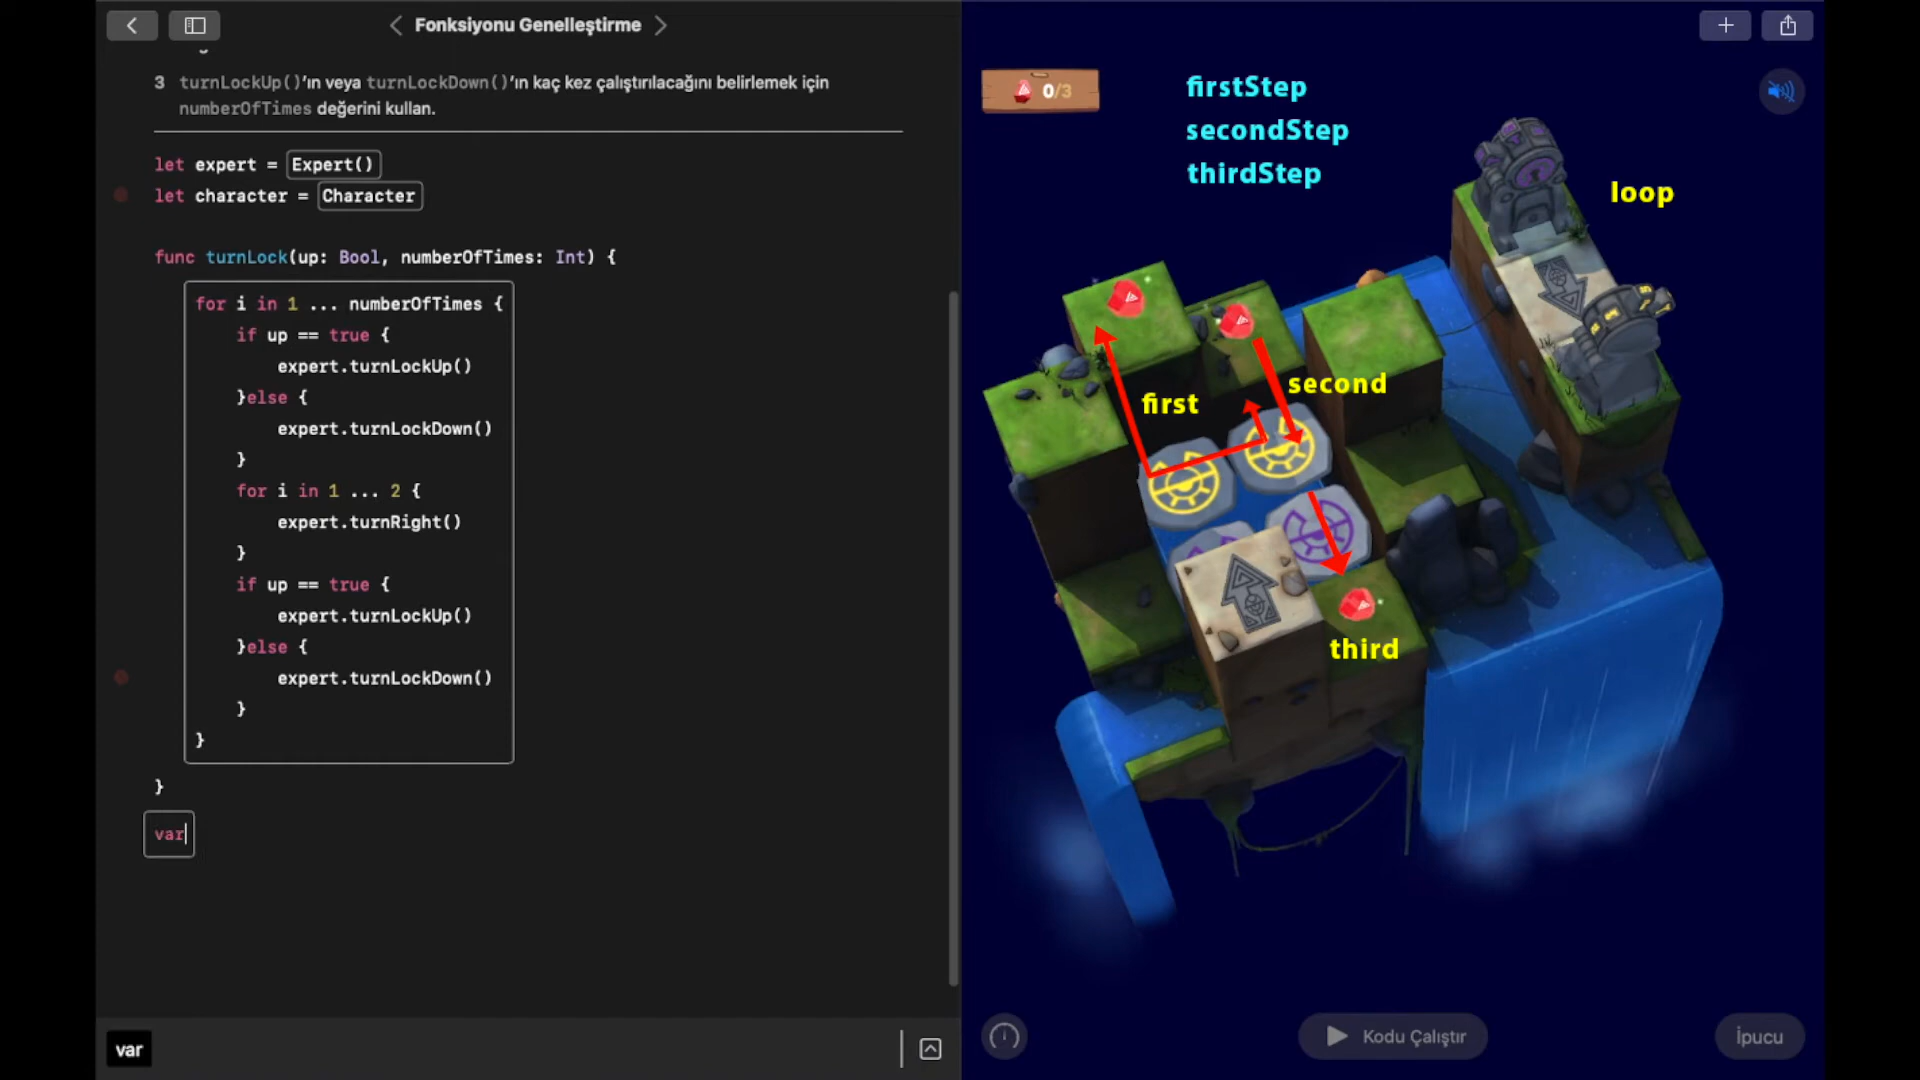 Fonksiyonu Genelleştirme
3 turnLockUp()’ın veya turnLockDown()’ın kaç kez çalıştırılacağını belirlemek için
numberOfTimes değerini kullan.
let expert = Expert()
let character = Character
func turnLock(up: Bool, numberOfTimes: Int) {
for i in 1 ... numberOfTimes {
if up == true {
expert.turnLockUp()
}else {
expert.turnLockDown()
}
for i in 1 ... 2 {
expert.turnRight()
}
if up == true {
expert.turnLockUp()
}else {
expert.turnLockDown()
}
}
}
var
var
0/3
firstStep
secondStep
thirdStep
loop
first
second
third
Kodu Çalıştır
İpucu